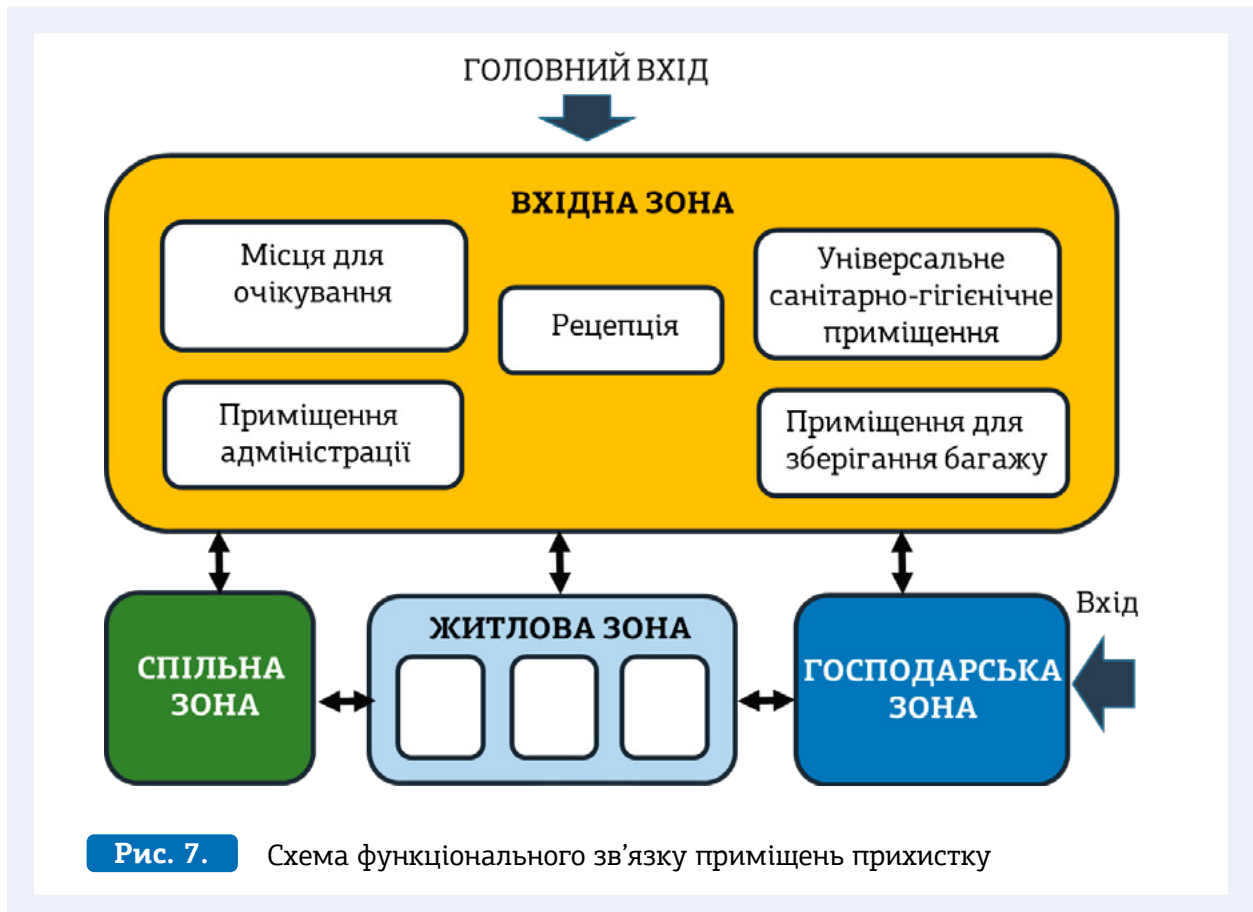 ГОЛОВНИЙ ВХІД
ВХІДНА ЗОНА
Місця для
очікування
Рецепція
Універсальне
санітарно-гігієнічне
приміщення
Приміщення
адміністрації
Приміщення для
зберігання багажу
СПІЛЬНА
ЗОНА
ЖИТЛОВА ЗОНА
ГОСПОДАРСЬКА
ЗОНА
Вхід
Рис. 7. Схема функціонального зв'язку приміщень прихистку